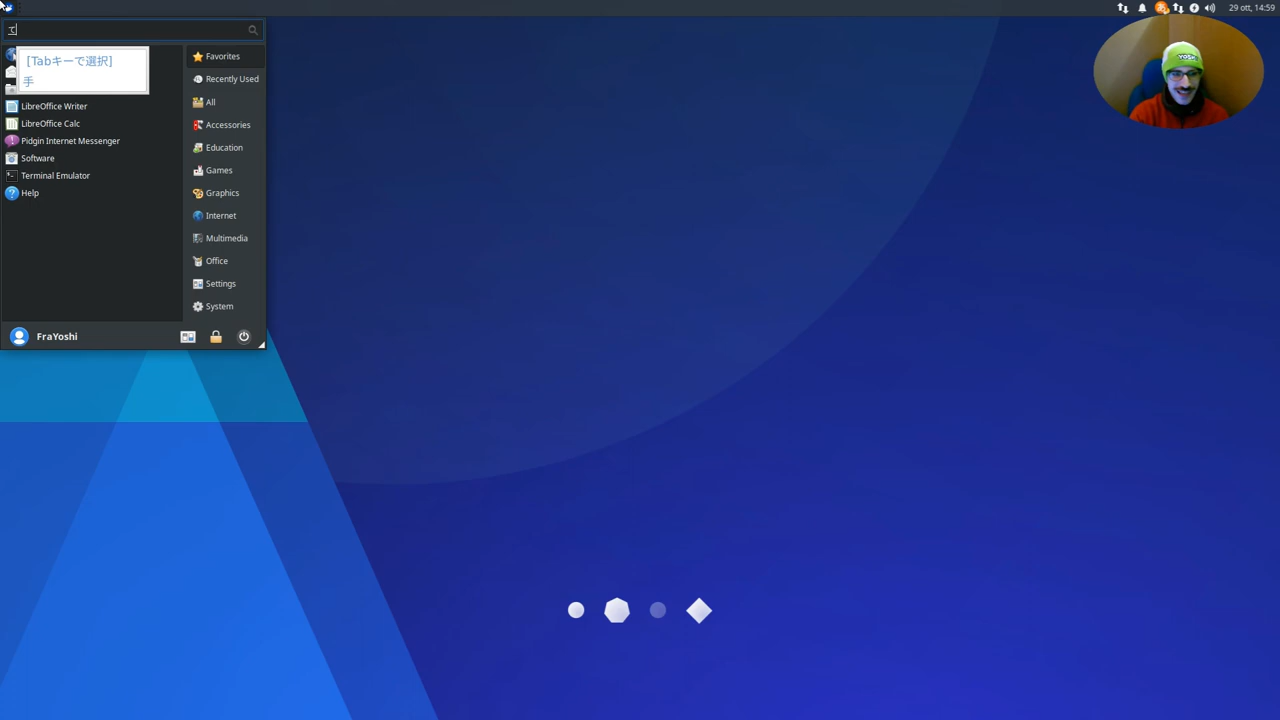 29 ott, 14:59
て
[Tabキーで選択]
手
LibreOffice Writer
LibreOffice Calc
Pidgin Internet Messenger
Software
Terminal Emulator
Help
Favorites
Recently Used
All
Accessories
Education
Games
Graphics
Internet
Multimedia
Office
Settings
System
FraYoshi
YOSHI